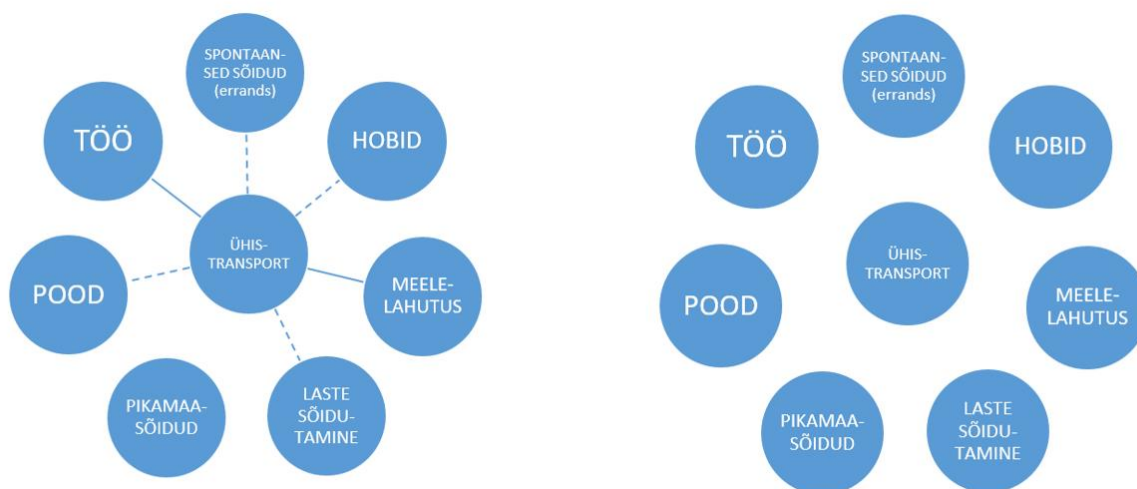 SPONTAAN-
SED SÕIDUD
(errands)
TÖÖ
HOBID
ÜHIS-
TRANSPORT
POOD
MEELE-
LAHUTUS
PIKAMAA-
SÕIDUD
LASTE
SÕIDU-
TAMINE
SPONTAAN-
SED SÕIDUD
(errands)
TÖÖ
HOBID
ÜHIS-
TRANSPORT
POOD
MEELE-
LAHUTUS
PIKAMAA-
SÕIDUD
LASTE
SÕIDU-
TAMINE